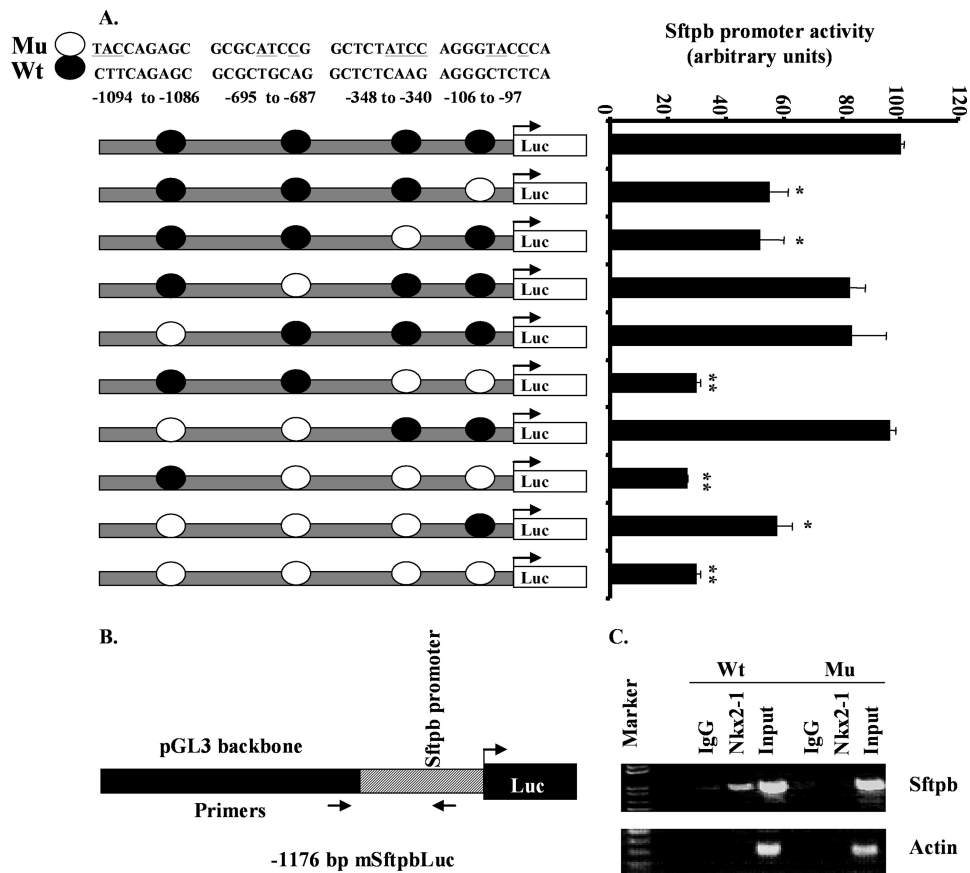 A.
Sftpb promoter activity
(arbitrary units)
Mu TACCAGAGC GCGCATCCG GCTCTATCC AGGGTACCCA
Wt CTTCAGAGC GCGCTGCAG GCTCTCAAG AGGGCTCTCA
-1094 to -1086 -695 to -687 -348 to -340 -106 to -97
0 20 40 60 80 100 120
Luc
Luc *
Luc *
Luc
Luc
Luc **
Luc
Luc **
Luc *
Luc **
B.
pGL3 backbone
Sftpb promoter
Luc
Primers
-1176 bp mSftpbLuc
C.
Wt Mu
Marker IgG Nkx2-1 Input IgG Nkx2-1 Input
Sftpb
Actin